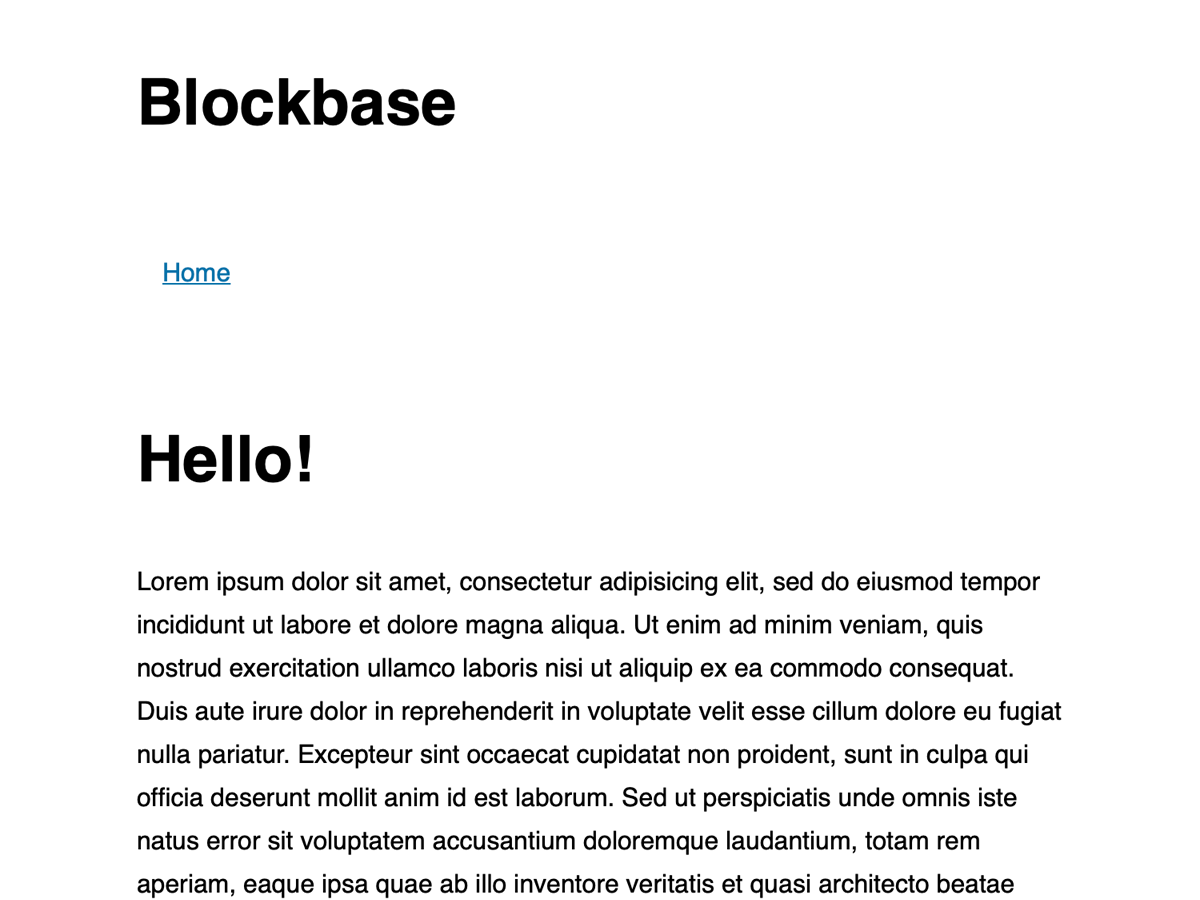 Blockbase
Home
Hello!
Lorem ipsum dolor sit amet, consectetur adipisicing elit, sed do eiusmod tempor
incididunt ut labore et dolore magna aliqua. Ut enim ad minim veniam, quis
nostrud exercitation ullamco laboris nisi ut aliquip ex ea commodo consequat.
Duis aute irure dolor in reprehenderit in voluptate velit esse cillum dolore eu fugiat
nulla pariatur. Excepteur sint occaecat cupidatat non proident, sunt in culpa qui
officia deserunt mollit anim id est laborum. Sed ut perspiciatis unde omnis iste
natus error sit voluptatem accusantium doloremque laudantium, totam rem
aperiam, eaque ipsa quae ab illo inventore veritatis et quasi architecto beatae